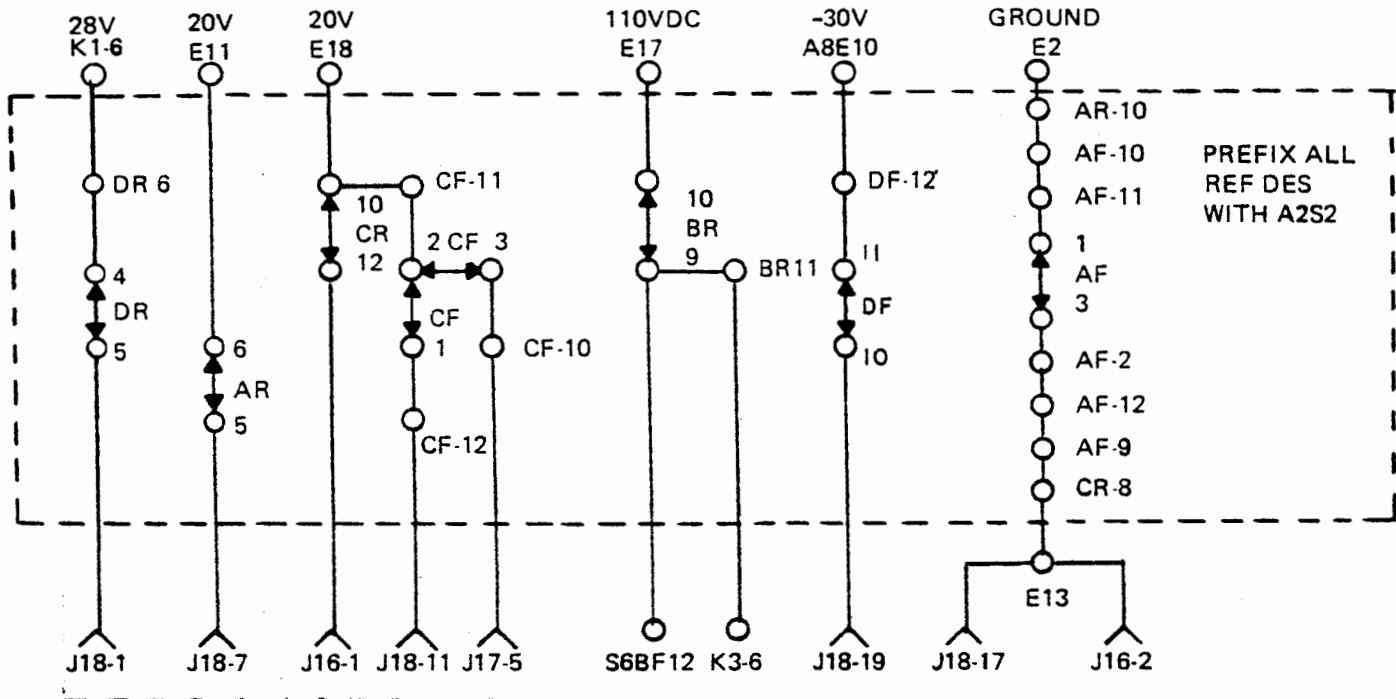 28V
K1-6
20V
E11
20V
E18
110VDC
E17
-30V
A8E10
GROUND
E2
AR-10
AF-10
AF-11
1
AF
3
AF-2
AF-12
AF-9
CR-8
PREFIX ALL
REF DES
WITH A2S2
DR 6
4
DR
5
6
AR
5
CF-11
10
CR
12
2 CF 3
CF
1
CF-10
CF-12
10
BR
9
BR11
DF-12
11
DF
10
E13
J18-1
J18-7
J16-1
J18-11
J17-5
S6BF12
K3-6
J18-19
J18-17
J16-2